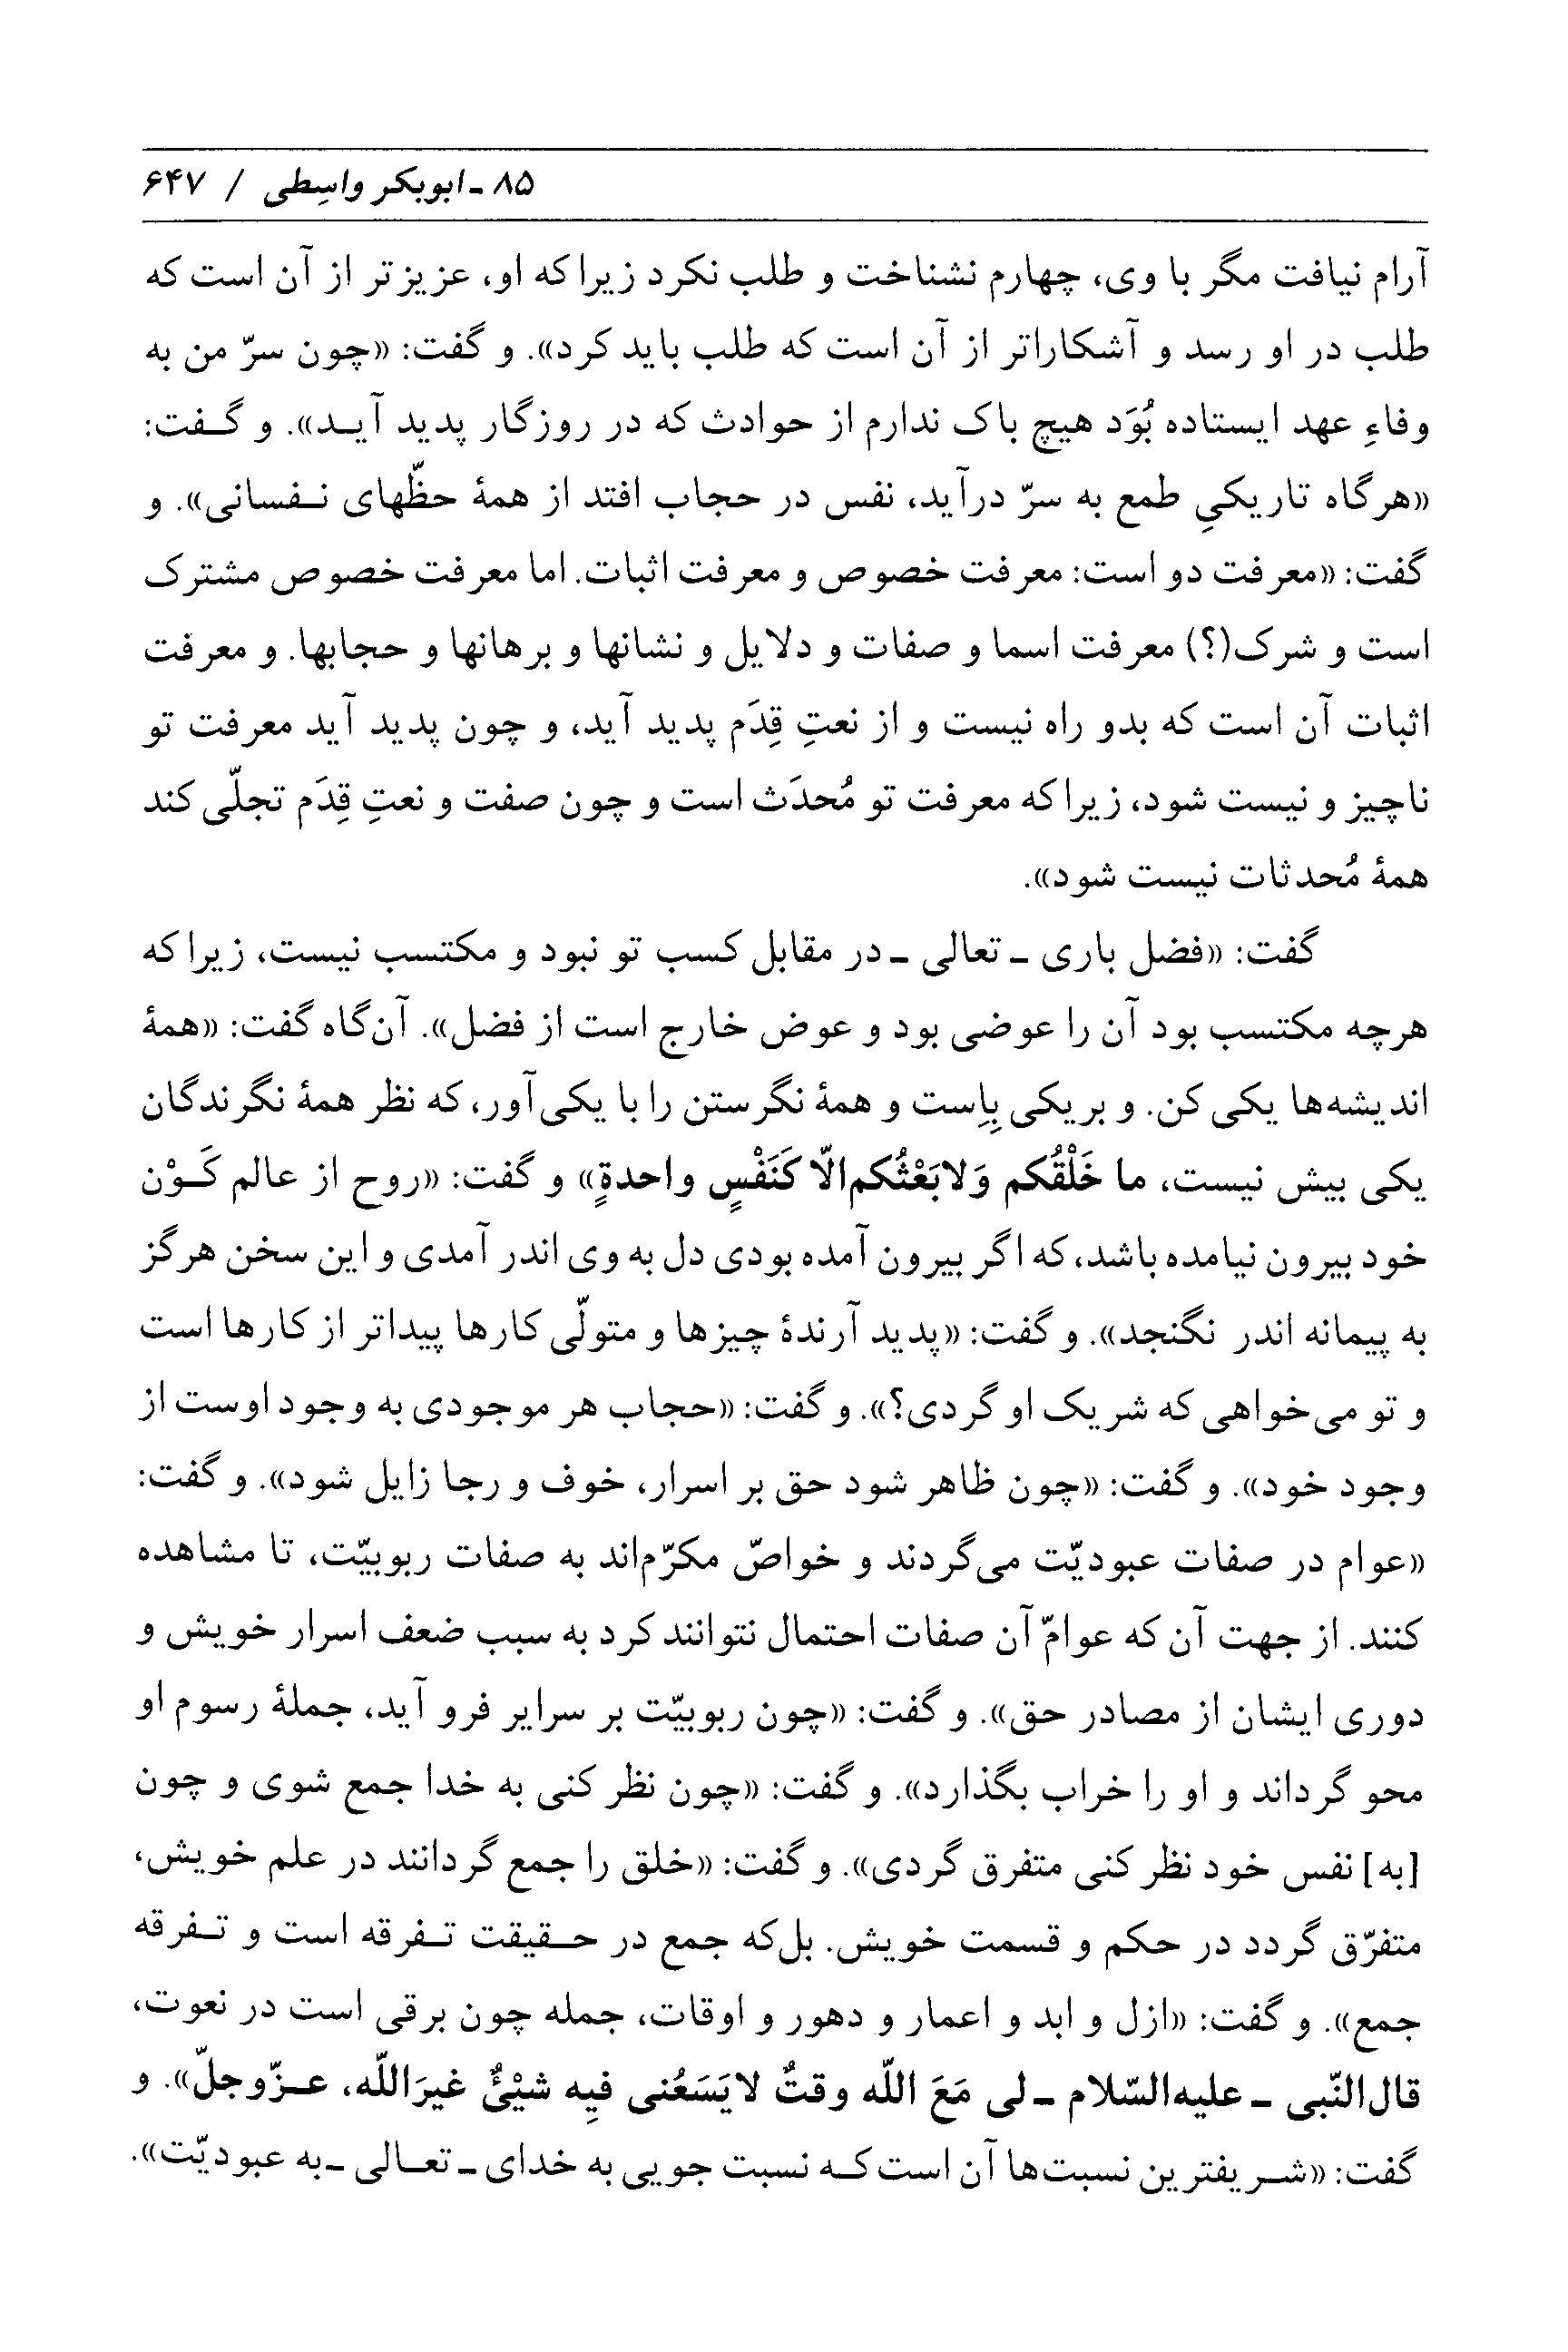 ۸۵ ـ ابوبکر واسِطی / ۶۴۷
آرام نیافت مگر با وی، چهارم نشناخت و طلب نکرد زیراکه او، عزیزتر از آن است که
طلب در او رسد و آشکاراتر از آن است که طلب باید کرد». و گفت: «چون سرّ من به
وفاءِ عهد ایستاده بُوَد هیچ باک ندارم از حوادث که در روزگار پدید آید». و گفت:
«هرگاه تاریکیِ طمع به سرّ درآید، نفس در حجاب افتد از همهٔ حظّهای نفسانی». و
گفت: «معرفت دو است: معرفت خصوص و معرفت اثبات. اما معرفت خصوص مشترک
است و شرک(؟) معرفت اسما و صفات و دلایل و نشانها و برهانها و حجابها. و معرفت
اثبات آن است که بدو راه نیست و از نعتِ قِدَم پدید آید، و چون پدید آید معرفت تو
ناچیز و نیست شود، زیراکه معرفت تو مُحدَث است و چون صفت و نعتِ قِدَم تجلّی کند
همهٔ مُحدثات نیست شود».
گفت: «فضل باری ـ تعالی ـ در مقابل کسب تو نبود و مکتسب نیست، زیراکه
هرچه مکتسب بود آن را عوضی بود و عوض خارج است از فضل». آن‌گاه گفت: «همهٔ
اندیشه‌ها یکی کن. و بریکی بِاِست و همهٔ نگرستن را با یکی‌آور، که نظر همهٔ نگرندگان
یکی بیش نیست، ما خَلْقُکم وَلابَعْثُکم‌الّا کَنَفْسٍ واحدةٍ» و گفت: «روح از عالم کَوْن
خود بیرون نیامده باشد، که اگر بیرون آمده بودی دل به وی اندر آمدی و این سخن هرگز
به پیمانه اندر نگنجد». و گفت: «پدید آرندهٔ چیزها و متولّی کارها پیداتر از کارها است
و تو می‌خواهی که شریک او گردی؟». و گفت: «حجاب هر موجودی به وجود اوست از
وجود خود». و گفت: «چون ظاهر شود حق بر اسرار، خوف و رجا زایل شود». و گفت:
«عوام در صفات عبودیّت می‌گردند و خواصّ مکرّم‌اند به صفات ربوبیّت، تا مشاهده
کنند. از جهت آن که عوامّ آن صفات احتمال نتوانند کرد به سبب ضعف اسرار خویش و
دوری ایشان از مصادر حق». و گفت: «چون ربوبیّت بر سرایر فرو آید، جملهٔ رسوم او
محو گرداند و او را خراب بگذارد». و گفت: «چون نظر کنی به خدا جمع شوی و چون
[به] نفس خود نظر کنی متفرق گردی». و گفت: «خلق را جمع گردانند در علم خویش،
متفرّق گردد در حکم و قسمت خویش. بل‌که جمع در حقیقت تفرقه است و تفرقه
جمع». و گفت: «ازل و ابد و اعمار و دهور و اوقات، جمله چون برقی است در نعوت،
قال‌النّبی ـ علیه‌السّلام ـ لی مَعَ اللّه وقتٌ لایَسَعُنی فیِه شیْئٌ غیرَاللّه، عزّوجلّ». و
گفت: «شریفترین نسبت‌ها آن است که نسبت جویی به خدای ـ تعالی ـ به عبودیّت».